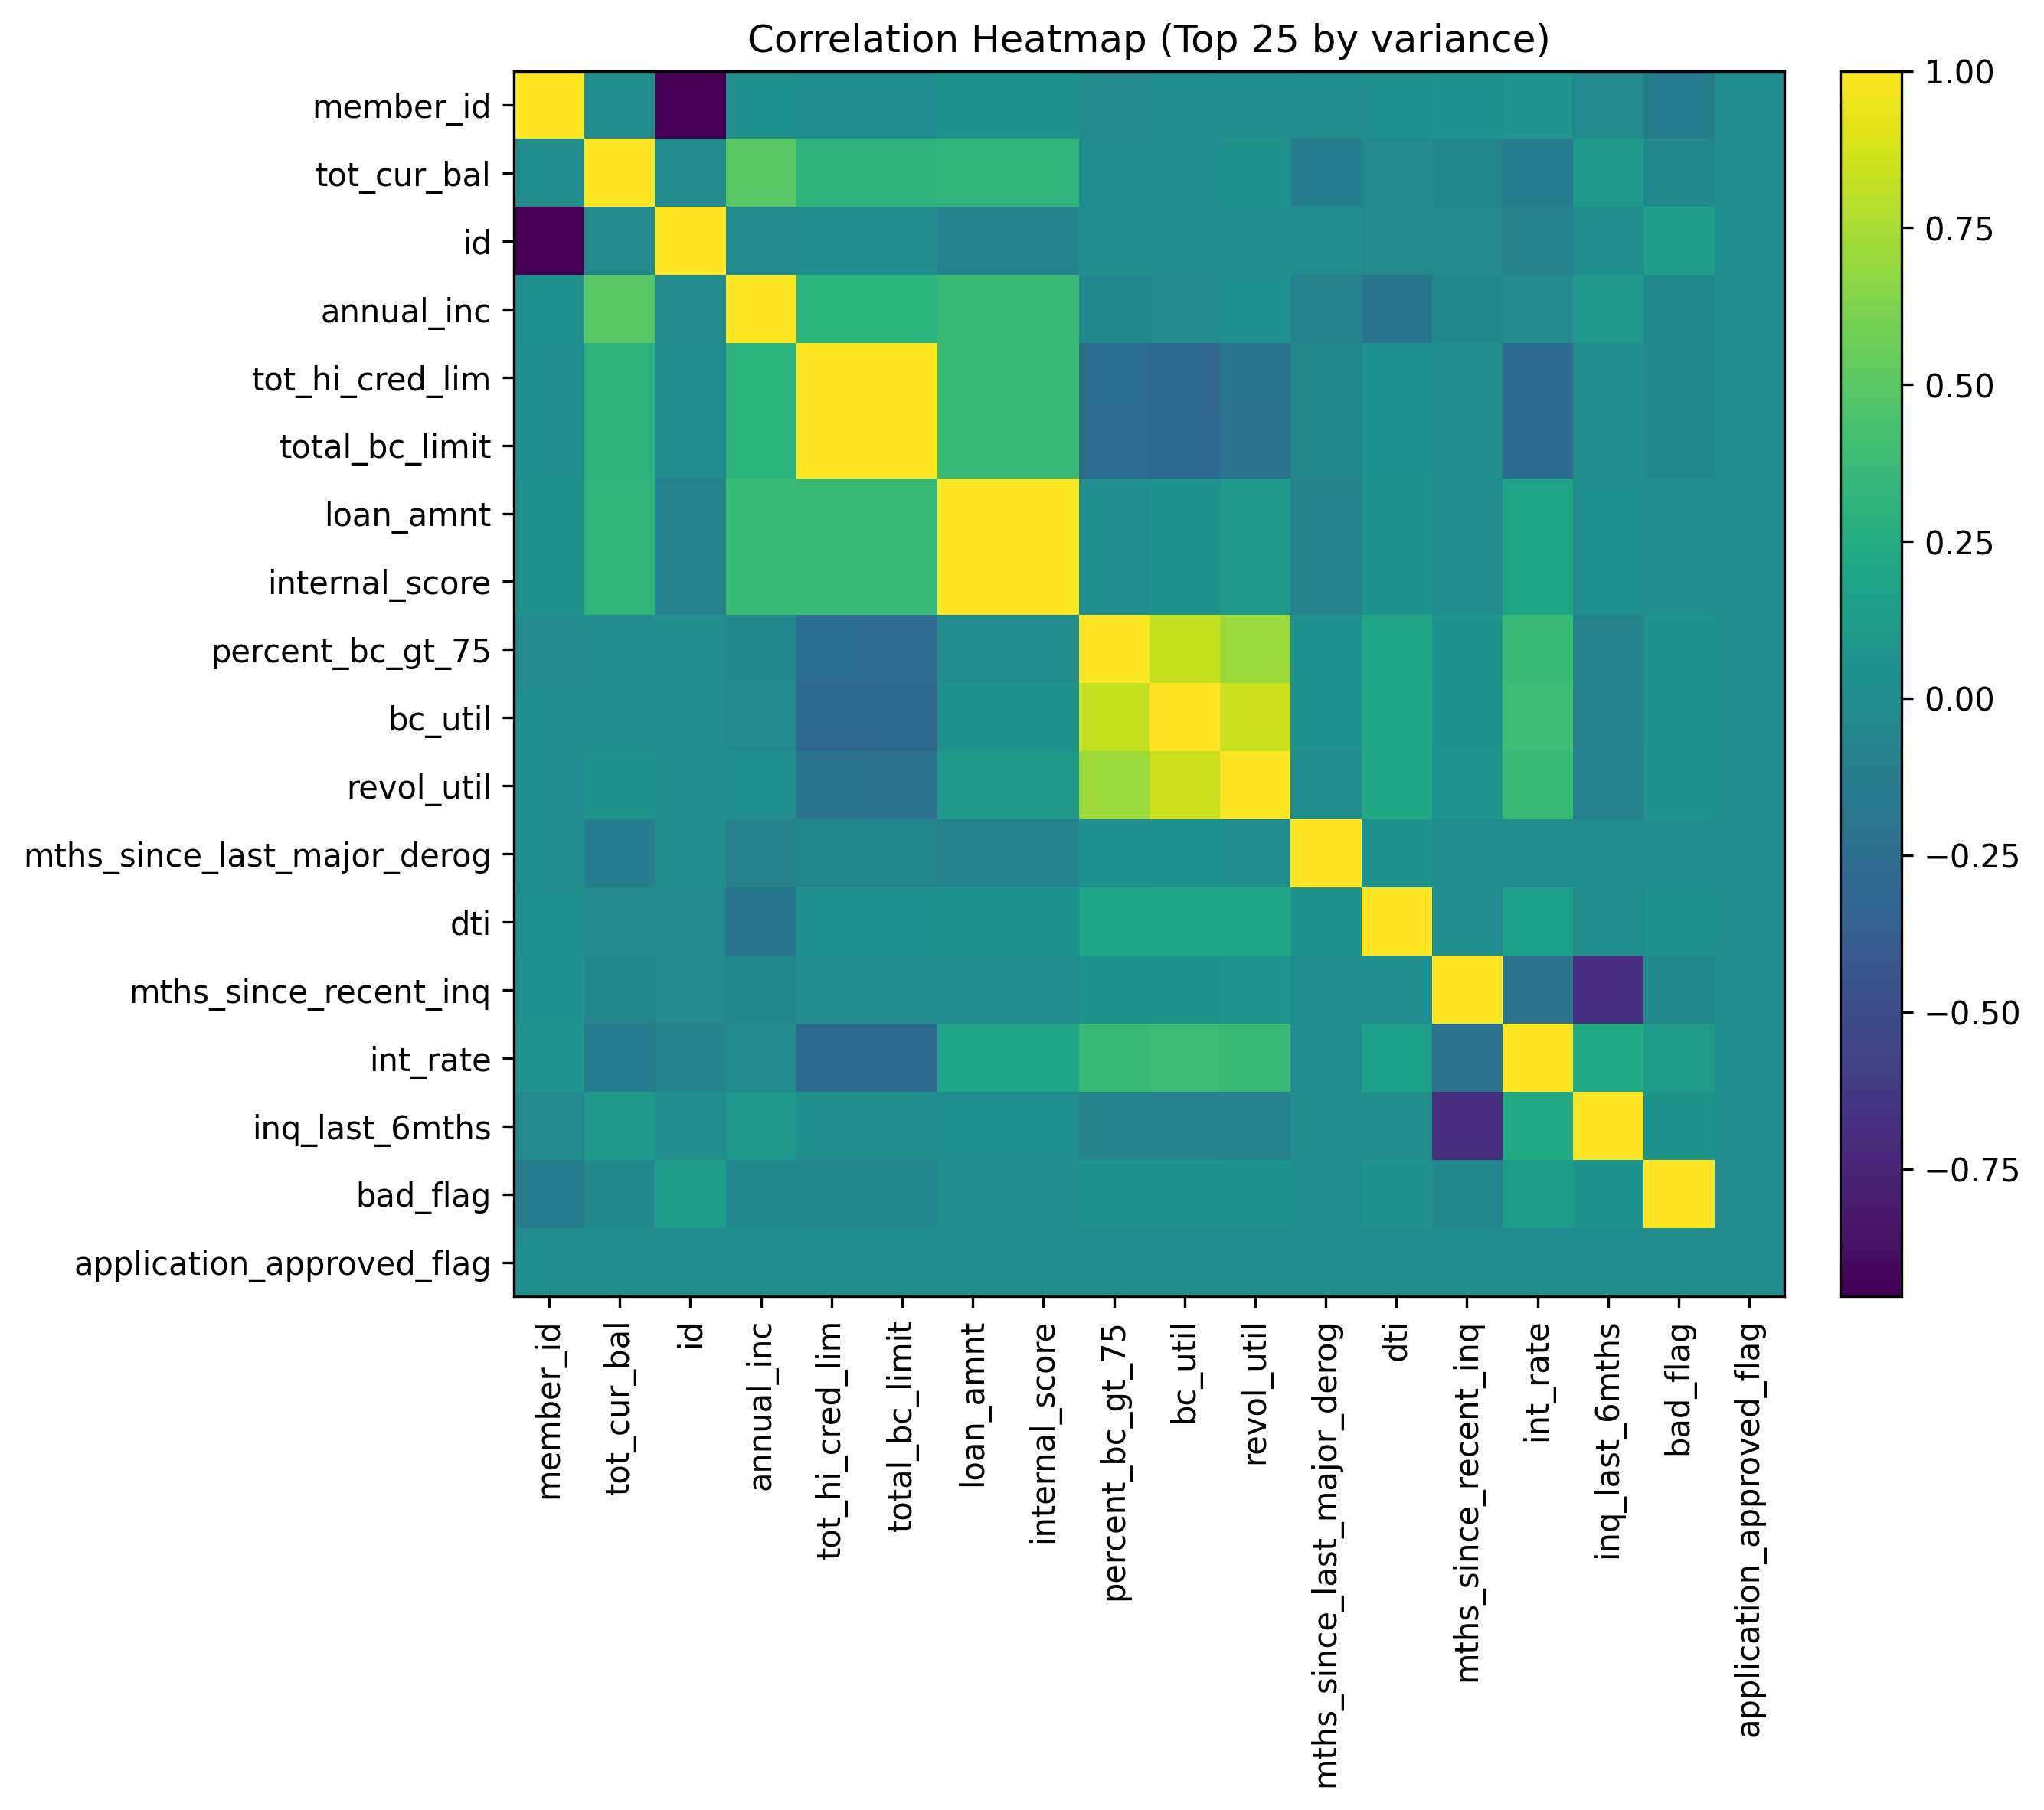 Correlation Heatmap (Top 25 by variance)
member_id
tot_cur_bal
id
annual_inc
tot_hi_cred_lim
total_bc_limit
loan_amnt
internal_score
percent_bc_gt_75
bc_util
revol_util
mths_since_last_major_derog
dti
mths_since_recent_inq
int_rate
inq_last_6mths
bad_flag
application_approved_flag
member_id
tot_cur_bal
id
annual_inc
tot_hi_cred_lim
total_bc_limit
loan_amnt
internal_score
percent_bc_gt_75
bc_util
revol_util
mths_since_last_major_derog
dti
mths_since_recent_inq
int_rate
inq_last_6mths
bad_flag
application_approved_flag
1.00
0.75
0.50
0.25
0.00
−0.25
−0.50
−0.75